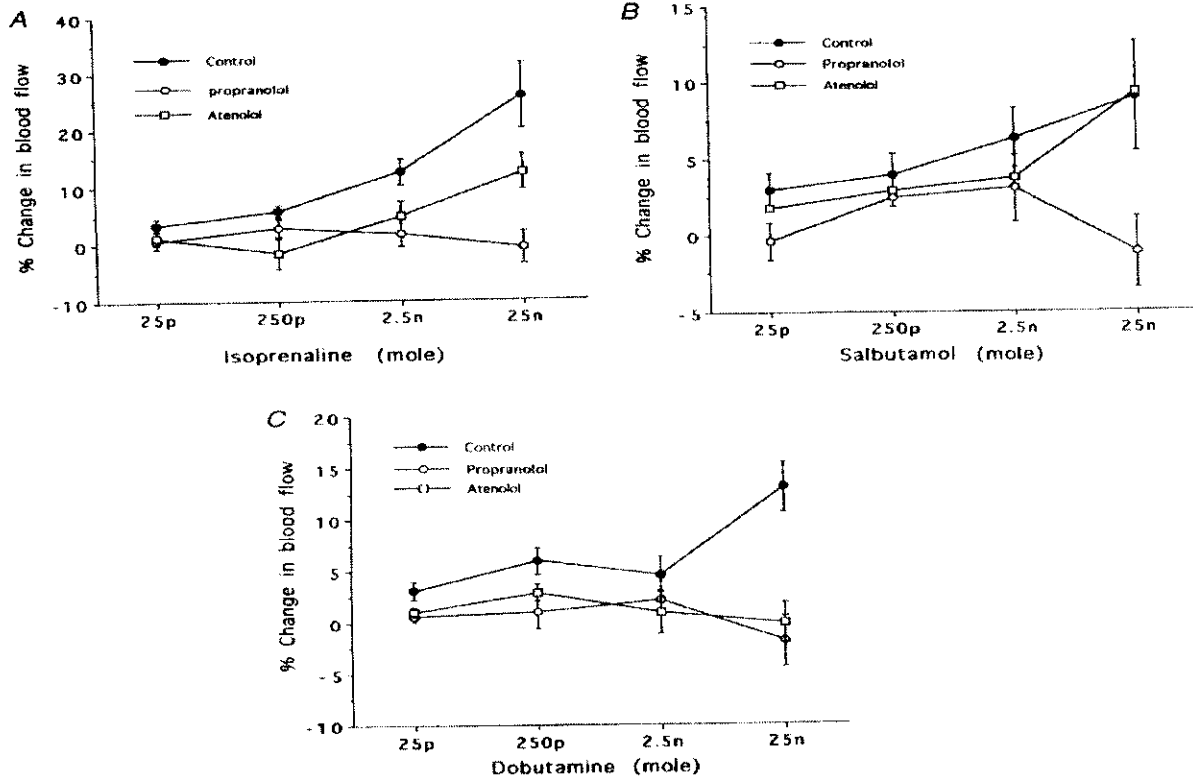 A
40
30
20
10
0
-10
% Change in blood flow
Control
propranolol
Atenolol
25p 250p 2.5n 25n
Isoprenaline (mole)
B
15
10
5
0
-5
% Change in blood flow
Control
Propranolol
Atenolol
25p 250p 2.5n 25n
Salbutamol (mole)
C
20
15
10
5
0
-5
-10
% Change in blood flow
Control
Propranolol
Atenolol
25p 250p 2.5n 25n
Dobutamine (mole)